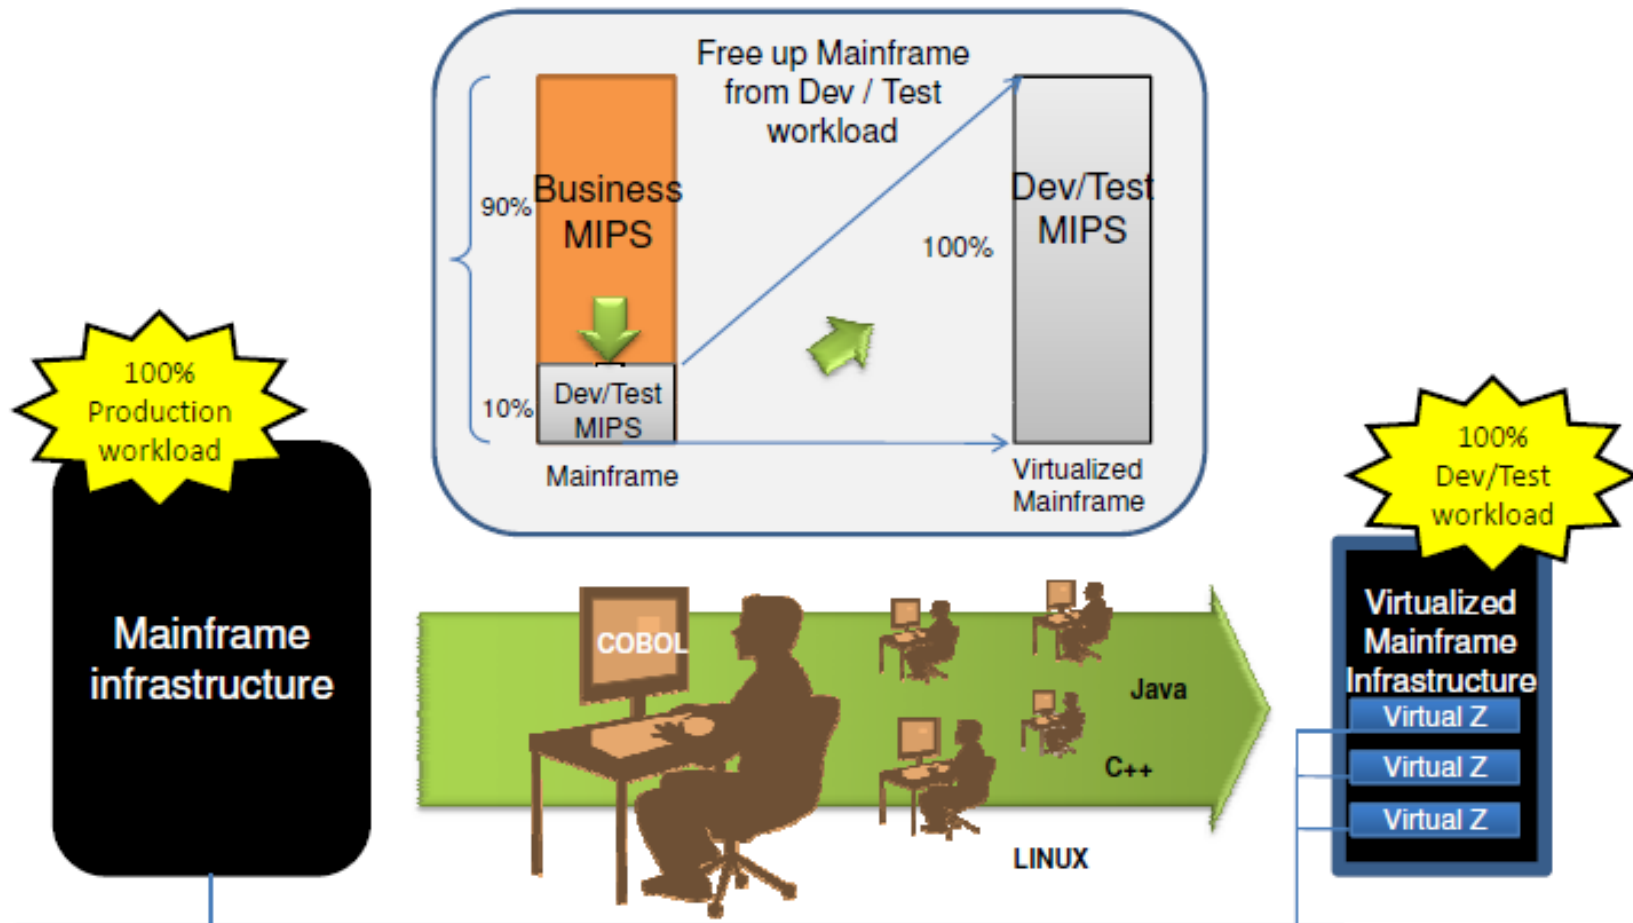 Free up Mainframe
from Dev / Test
workload
90%
Business
MIPS
10%
Dev/Test
MIPS
Mainframe
100%
Dev/Test
MIPS
Virtualized
Mainframe
100%
Production
workload
Mainframe
infrastructure
COBOL
Java
C++
LINUX
100%
Dev/Test
workload
Virtualized
Mainframe
Infrastructure
Virtual Z
Virtual Z
Virtual Z